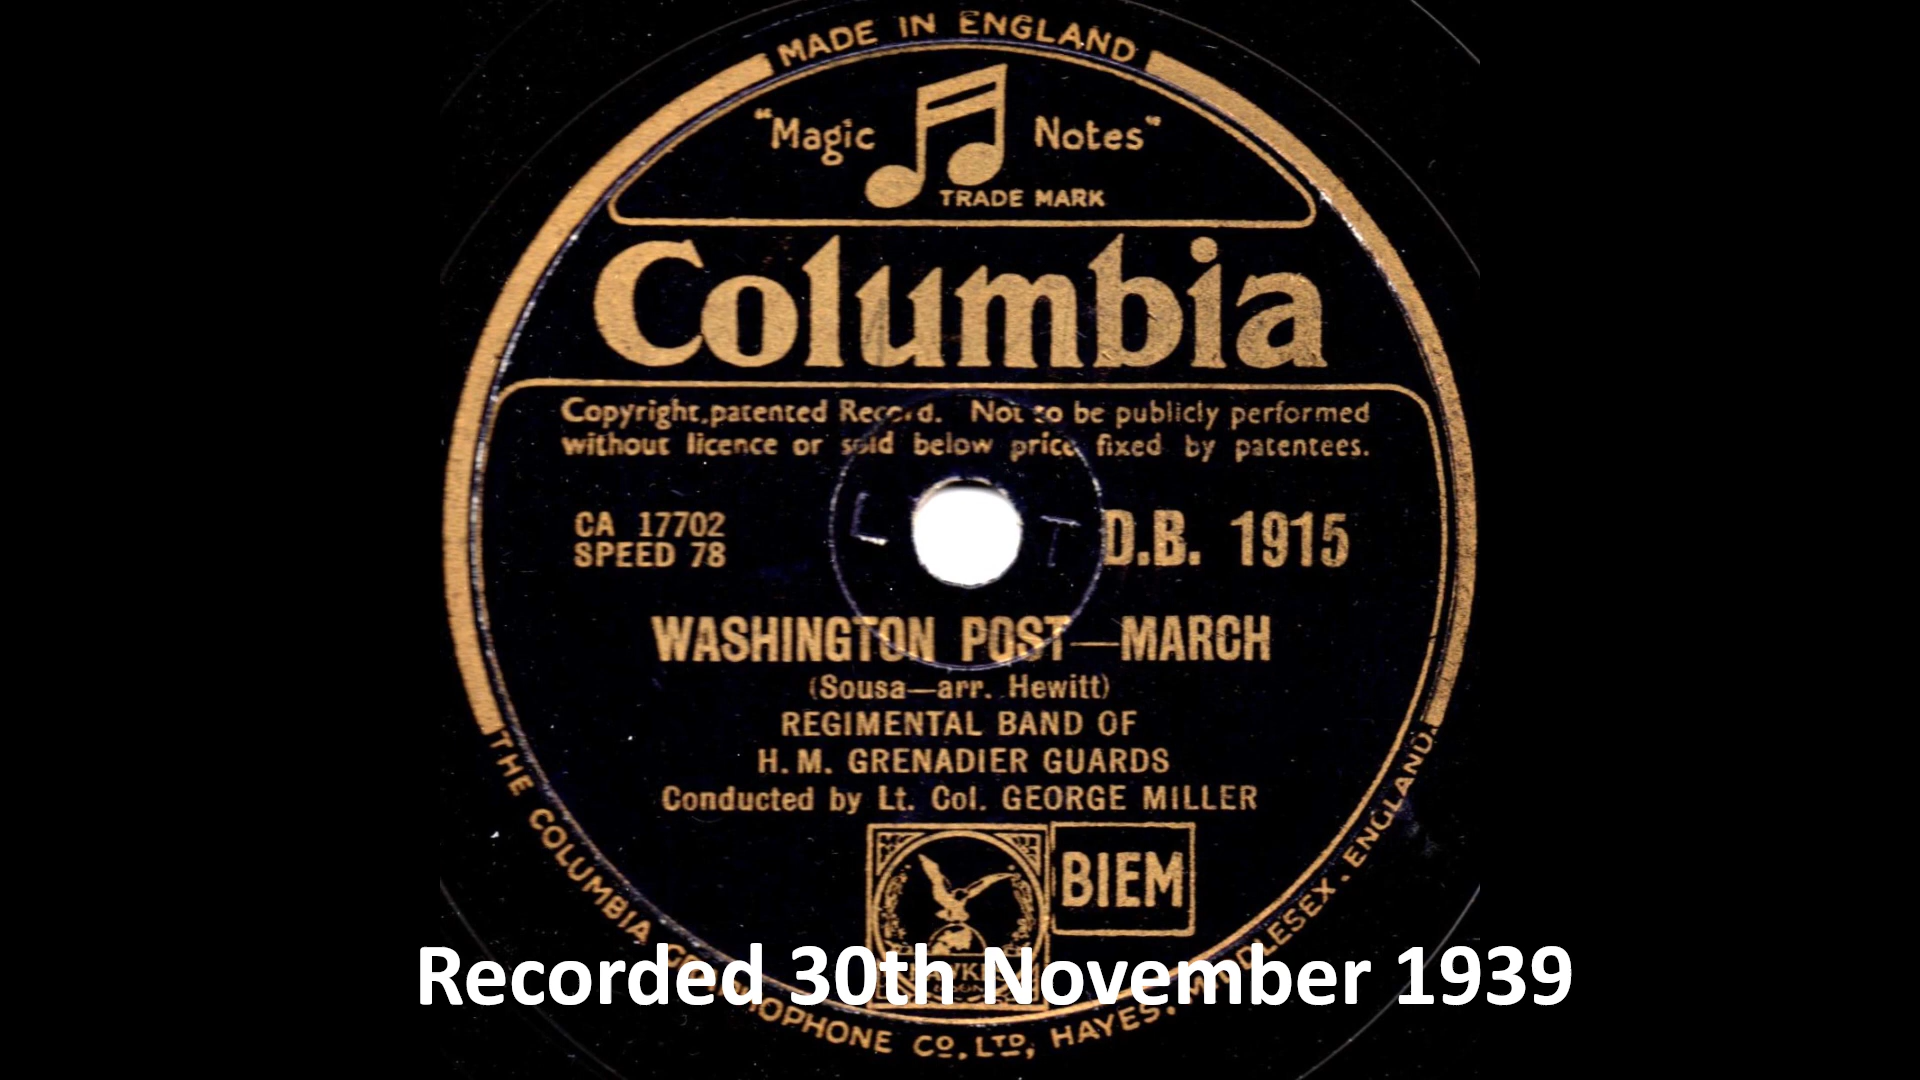 MADE IN ENGLAND
"Magic Notes"
TRADE MARK
Columbia
Copyright, patented Record. Not to be publicly performed
without licence or sold below price fixed by patentees.
CA 17702
SPEED 78
D.B. 1915
L T
WASHINGTON POST—MARCH
(Sousa—arr. Hewitt)
REGIMENTAL BAND OF
H. M. GRENADIER GUARDS
Conducted by Lt. Col. GEORGE MILLER
BIEM
Recorded 30th November 1939
THE COLUMBIA GRAMOPHONE CO. LTD, HAYES, MIDDLESEX. ENGLAND.